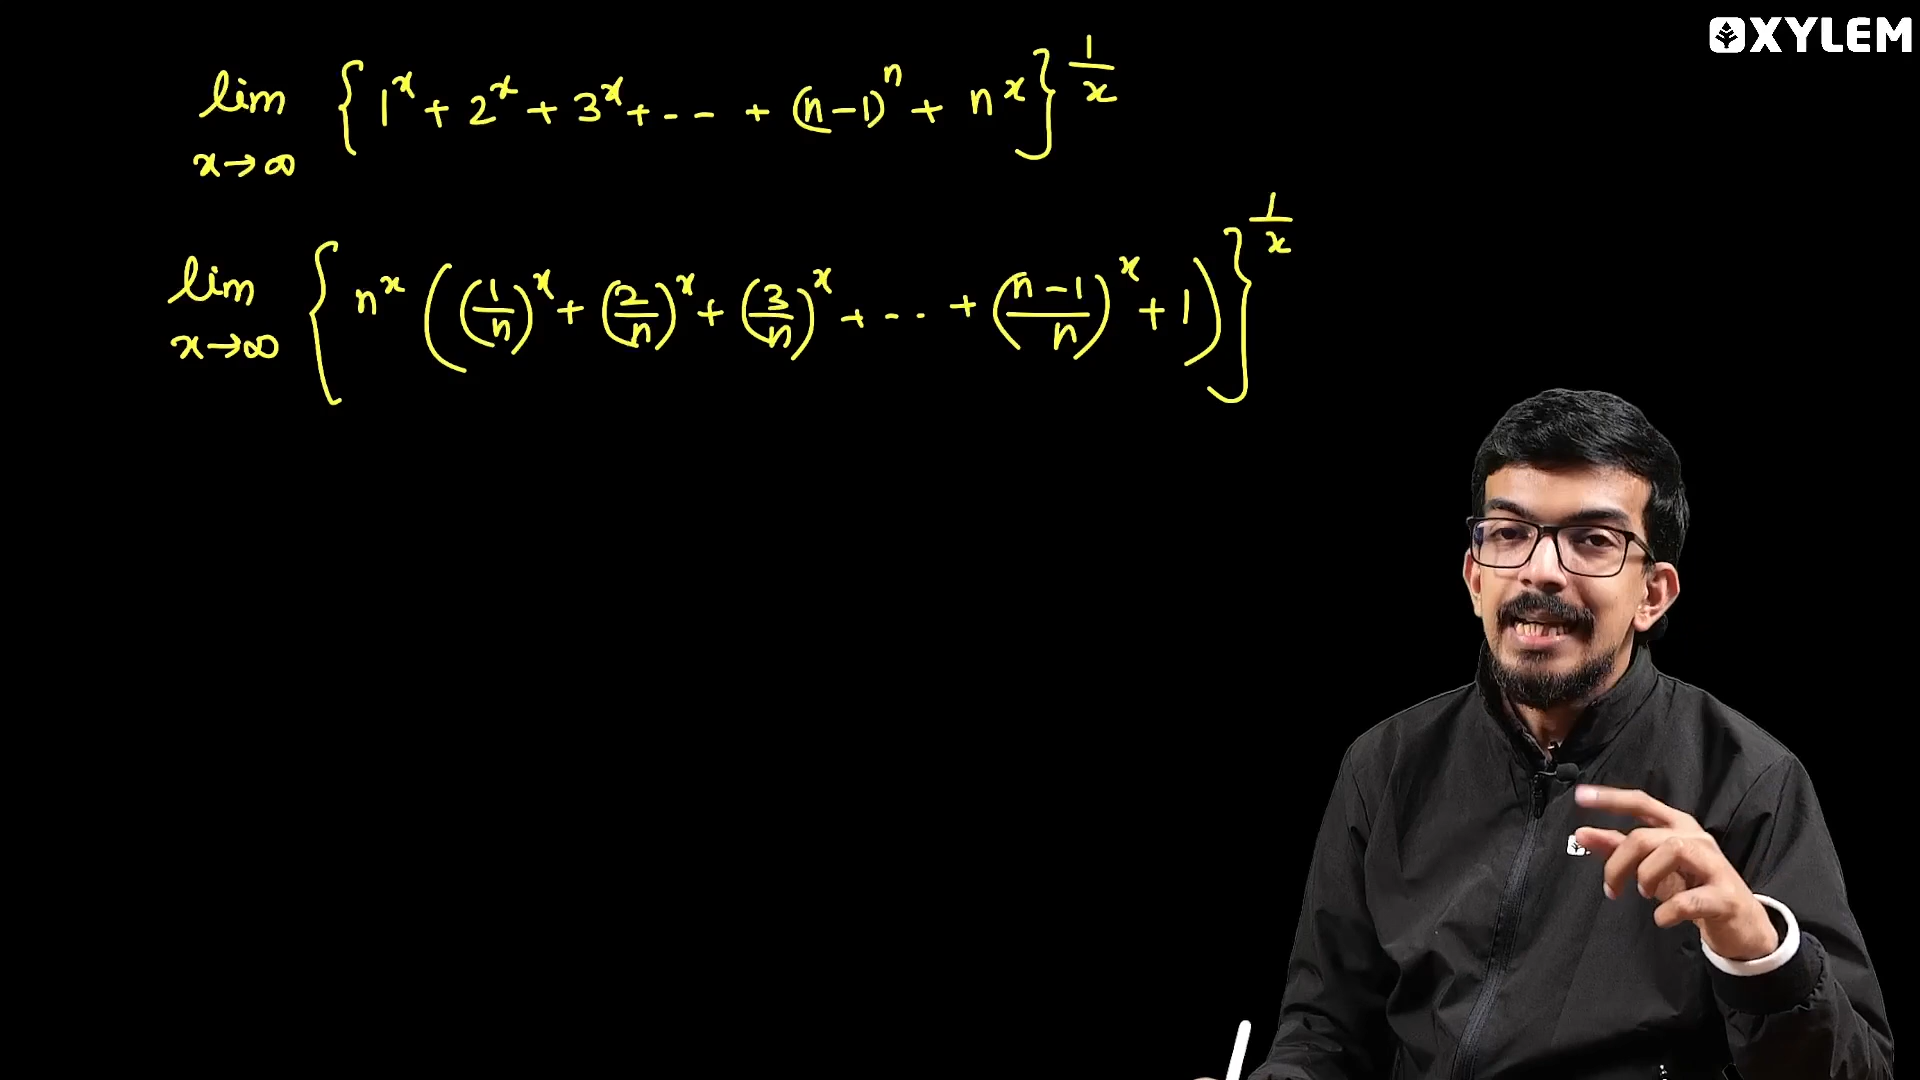 XYLEM
lim x→∞ { 1^x + 2^x + 3^x + -- + (n-1)^n + n^x }^(1/x)
lim x→∞ { n^x ( (1/n)^x + (2/n)^x + (3/n)^x + -- + ((n-1)/n)^x + 1 ) }^(1/x)